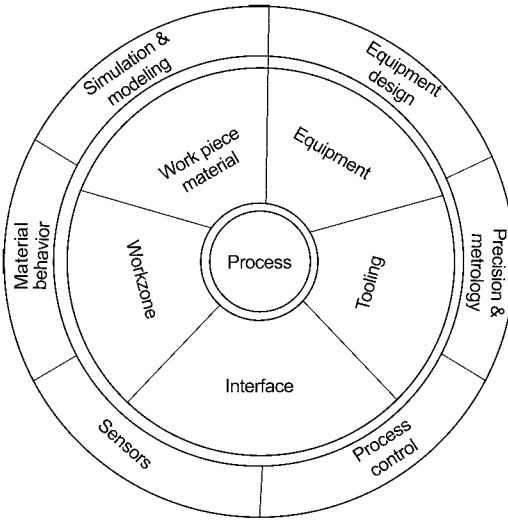 Simulation &
modeling
Equipment
design
Work piece
material
Equipment
Material
behavior
Workzone
Process
Tooling
Precision &
metrology
Interface
Sensors
Process
control